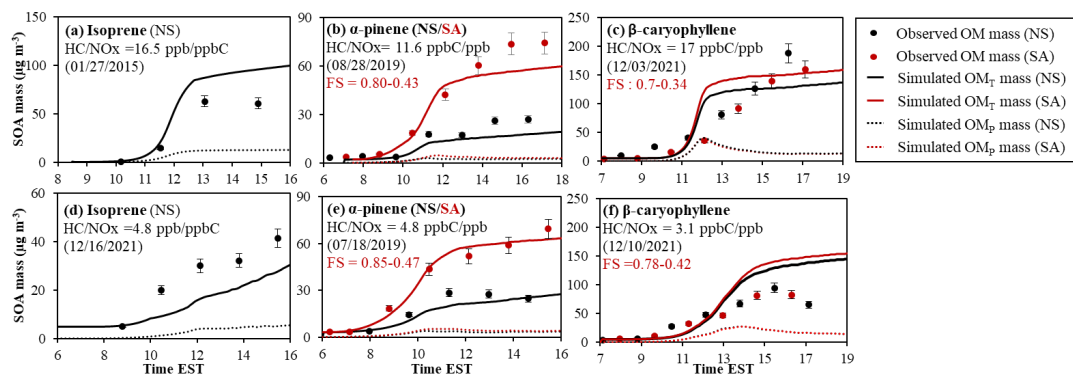 (a) Isoprene (NS)
HC/NOx =16.5 ppb/ppbC
(01/27/2015)
150
100
50
0
8 9 10 11 12 13 14 15 16
SOA mass (µg m⁻³)
(b) α-pinene (NS/SA)
HC/NOx= 11.6 ppbC/ppb
(08/28/2019)
FS = 0.80-0.43
90
60
30
0
6 8 10 12 14 16 18
(c) β-caryophyllene
HC/NOx = 17 ppbC/ppb
(12/03/2021)
FS : 0.7-0.34
250
200
150
100
50
0
7 9 11 13 15 17 19
Observed OM mass (NS)
Observed OM mass (SA)
Simulated OMT mass (NS)
Simulated OMT mass (SA)
Simulated OMP mass (NS)
Simulated OMP mass (SA)
(d) Isoprene (NS)
HC/NOx =4.8 ppb/ppbC
(12/16/2021)
60
40
20
0
6 8 10 12 14 16
SOA mass (µg m⁻³)
(e) α-pinene (NS/SA)
HC/NOx = 4.8 ppbC/ppb
(07/18/2019)
FS = 0.85-0.47
90
60
30
0
6 8 10 12 14 16
(f) β-caryophyllene
HC/NOx = 3.1 ppbC/ppb
(12/10/2021)
FS =0.78-0.42
250
200
150
100
50
0
7 9 11 13 15 17 19
Time EST
Time EST
Time EST